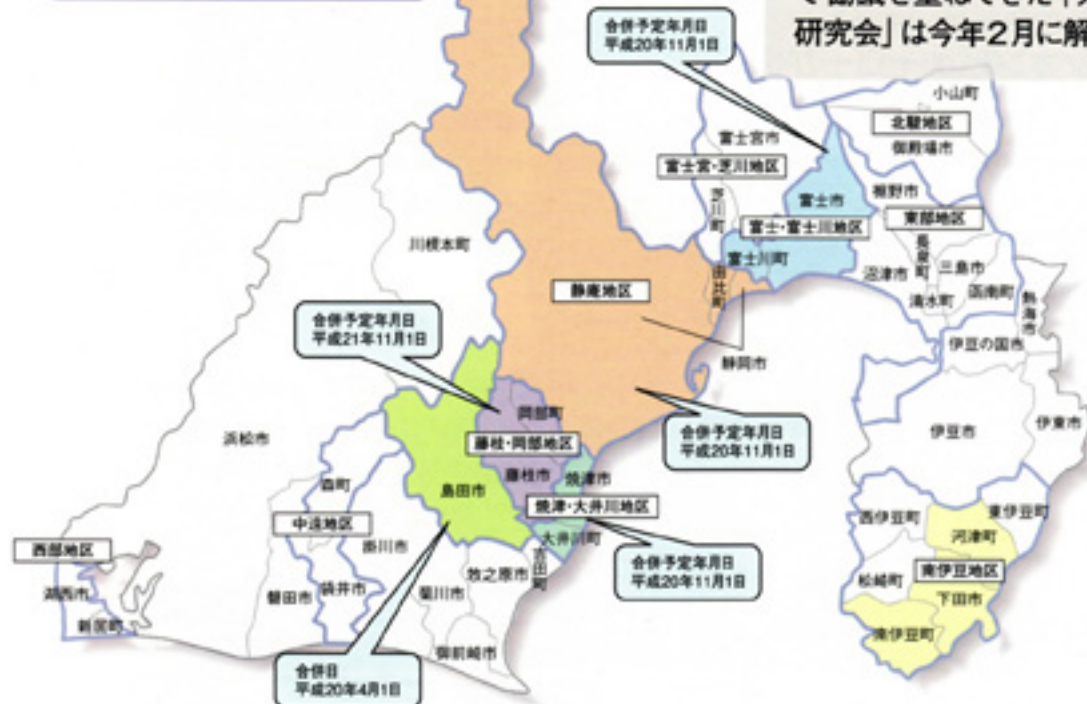 研究会」は今年2月に解
合併予定年月日
平成20年11月1日
小山町
北駿地区
御殿場市
富士宮市
富士宮・芝川地区
芝川町
裾野市
富士市
東部地区
富士・富士川地区
長泉町
富士川町
三島市
沼津市
函南町
清水町
由比町
熱海市
川根本町
静庵地区
静岡市
伊豆の国市
合併予定年月日
平成21年11月1日
岡部町
藤枝・岡部地区
藤枝市
合併予定年月日
平成20年11月1日
伊豆市
伊東市
浜松市
島田市
焼津市
焼津・大井川地区
大井川町
森町
中遠地区
掛川市
西部地区
湖西市
新居町
磐田市
袋井市
菊川市
牧之原市
吉田町
御前崎市
合併予定年月日
平成20年11月1日
西伊豆町
東伊豆町
河津町
松崎町
南伊豆地区
下田市
南伊豆町
合併日
平成20年4月1日